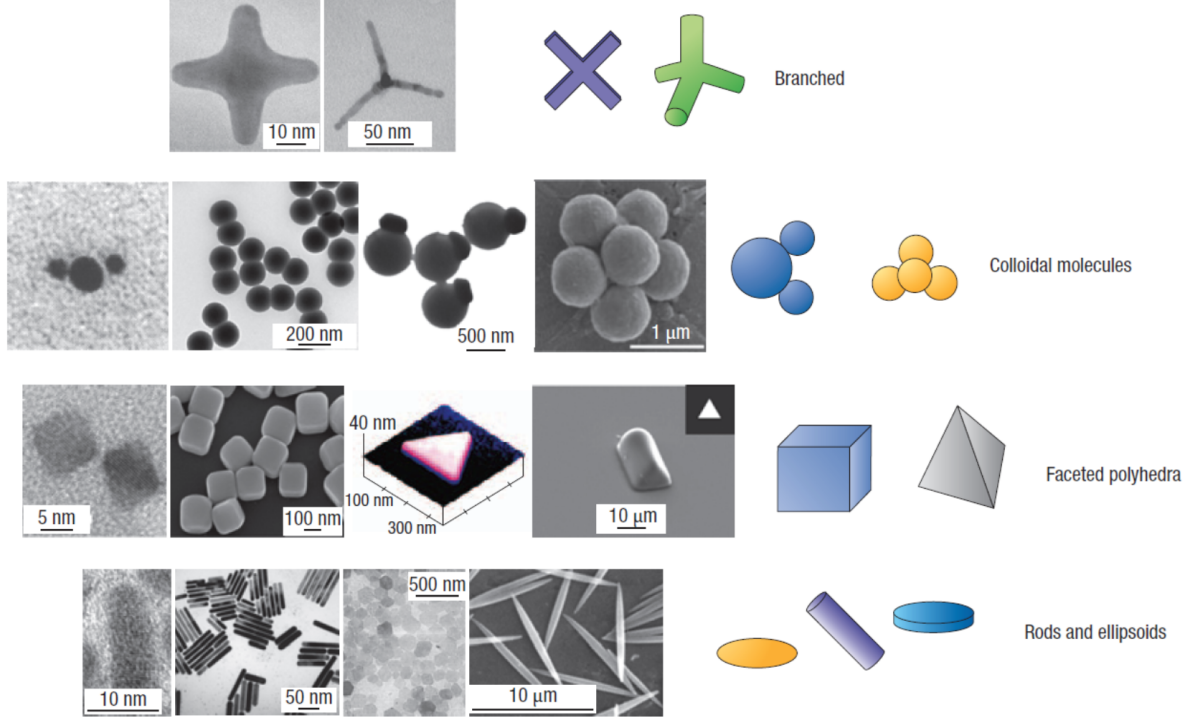 10 nm
50 nm
Branched
200 nm
500 nm
1 µm
Colloidal molecules
40 nm
100 nm
300 nm
5 nm
100 nm
10 µm
Faceted polyhedra
500 nm
10 nm
50 nm
10 µm
Rods and ellipsoids